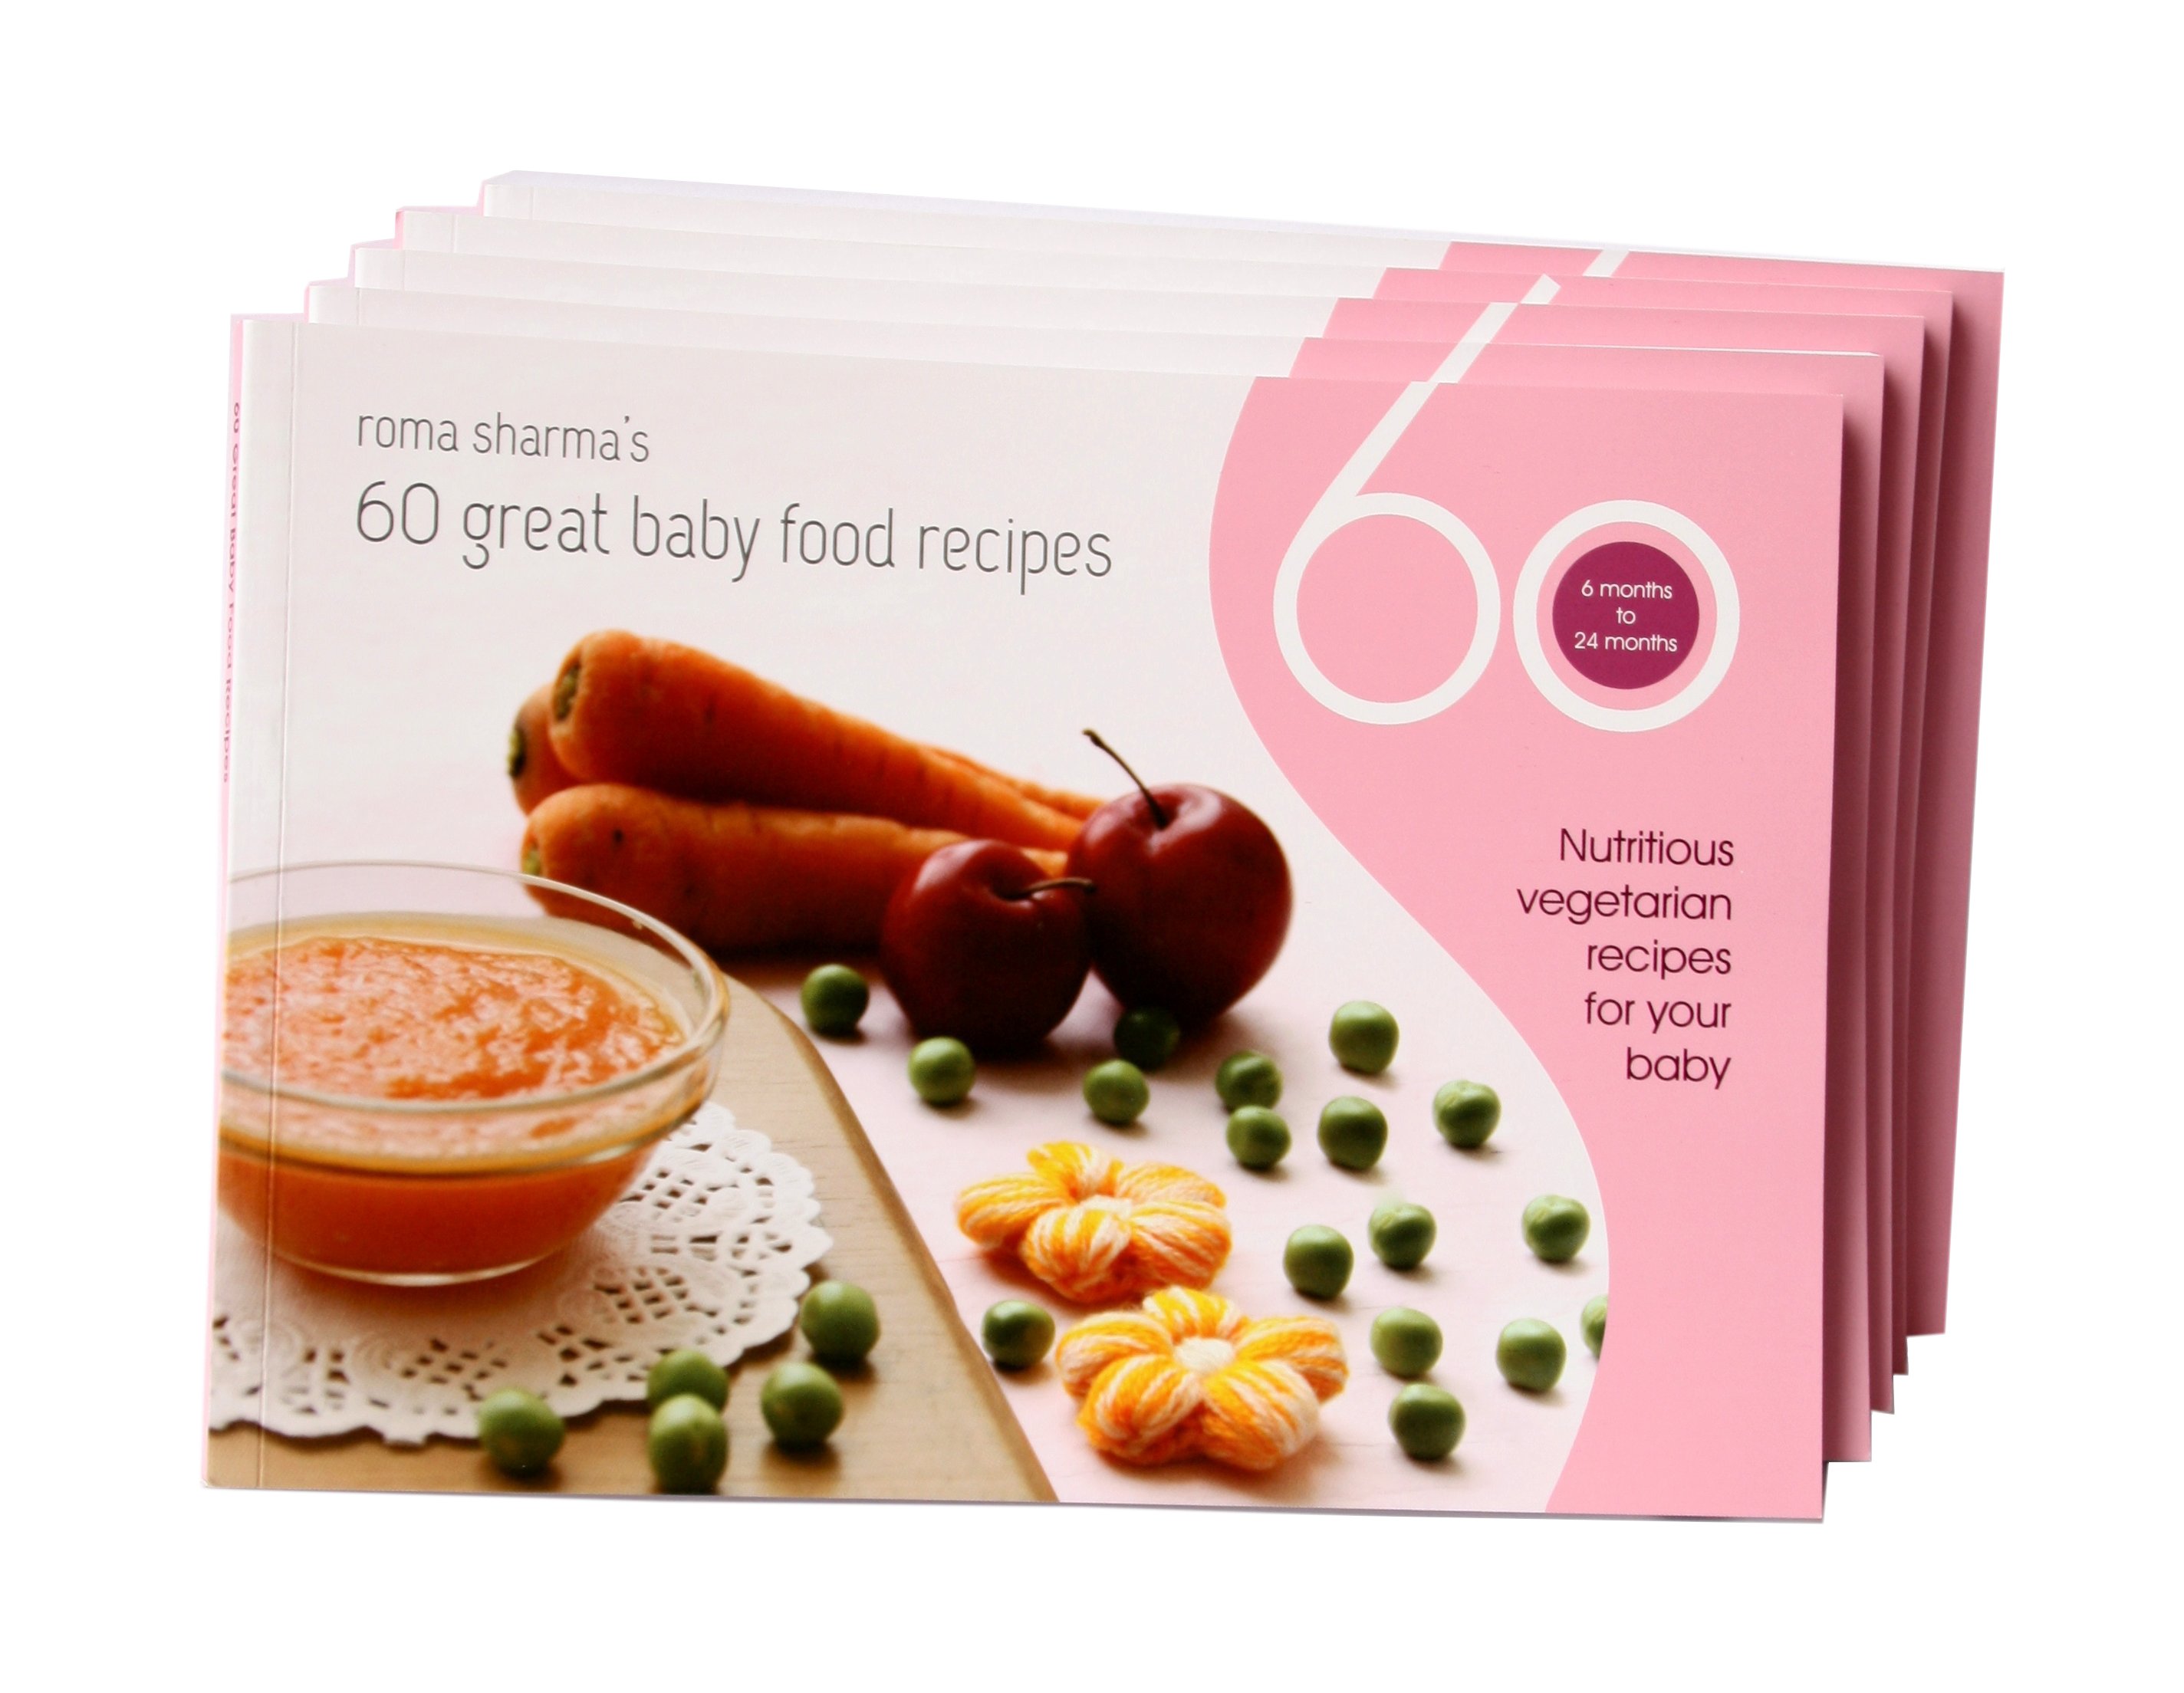 roma sharma's
60 great baby food recipes
60
6 months
to
24 months
Nutritious
vegetarian
recipes
for your
baby
60 Great Baby Food Recipes